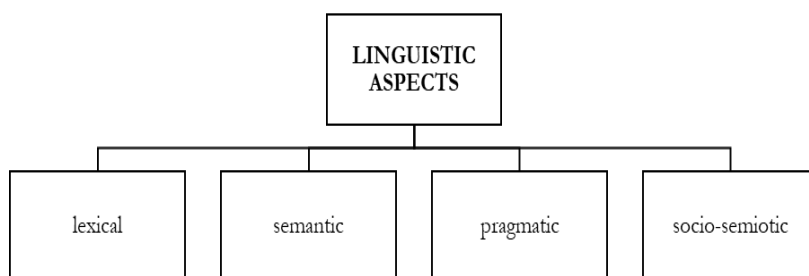 LINGUISTIC
ASPECTS
lexical
semantic
pragmatic
socio-semiotic